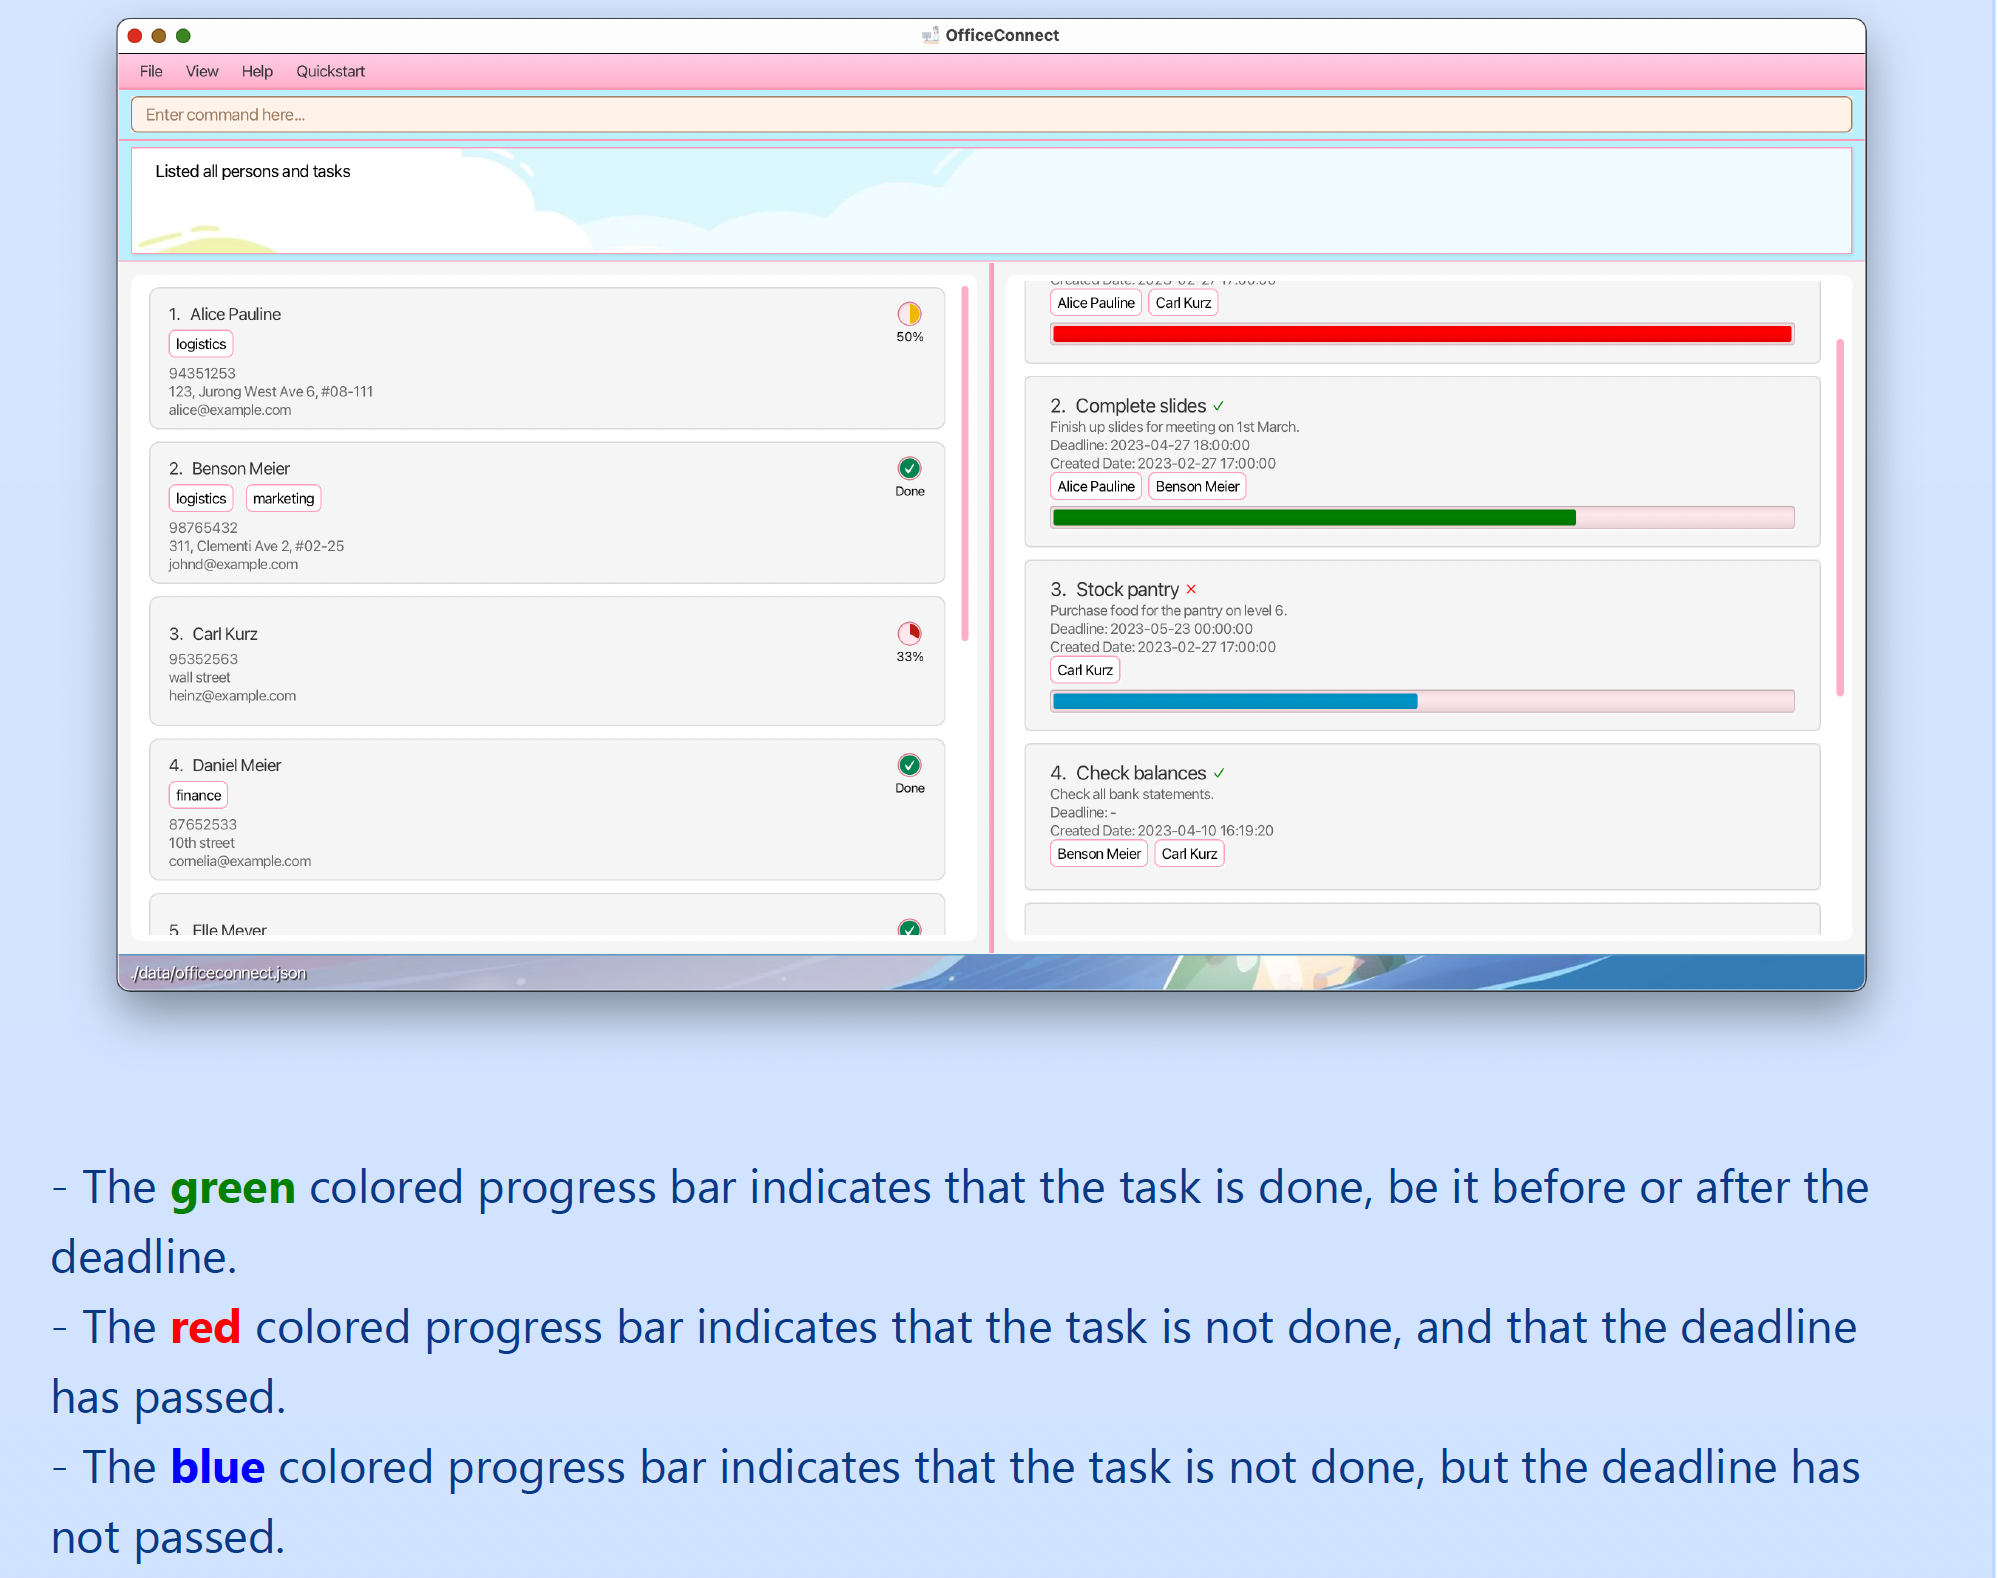 OfficeConnect
File View Help Quickstart
Enter command here...
Listed all persons and tasks
1. Alice Pauline
logistics
50%
94351253
123, Jurong West Ave 6, #08-111
alice@example.com
2. Benson Meier
logistics marketing
Done
98765432
311, Clementi Ave 2, #02-25
johnd@example.com
3. Carl Kurz
33%
95352563
wall street
heinz@example.com
4. Daniel Meier
finance
Done
87652533
10th street
cornelia@example.com
5. Elle Meyer
Created Date: 2023-02-27 17:00:00
Alice Pauline Carl Kurz
2. Complete slides ✓
Finish up slides for meeting on 1st March.
Deadline: 2023-04-27 18:00:00
Created Date: 2023-02-27 17:00:00
Alice Pauline Benson Meier
3. Stock pantry ×
Purchase food for the pantry on level 6.
Deadline: 2023-05-23 00:00:00
Created Date: 2023-02-27 17:00:00
Carl Kurz
4. Check balances ✓
Check all bank statements.
Deadline: -
Created Date: 2023-04-10 16:19:20
Benson Meier Carl Kurz
./data/officeconnect.json
- The green colored progress bar indicates that the task is done, be it before or after the
deadline.
- The red colored progress bar indicates that the task is not done, and that the deadline
has passed.
- The blue colored progress bar indicates that the task is not done, but the deadline has
not passed.